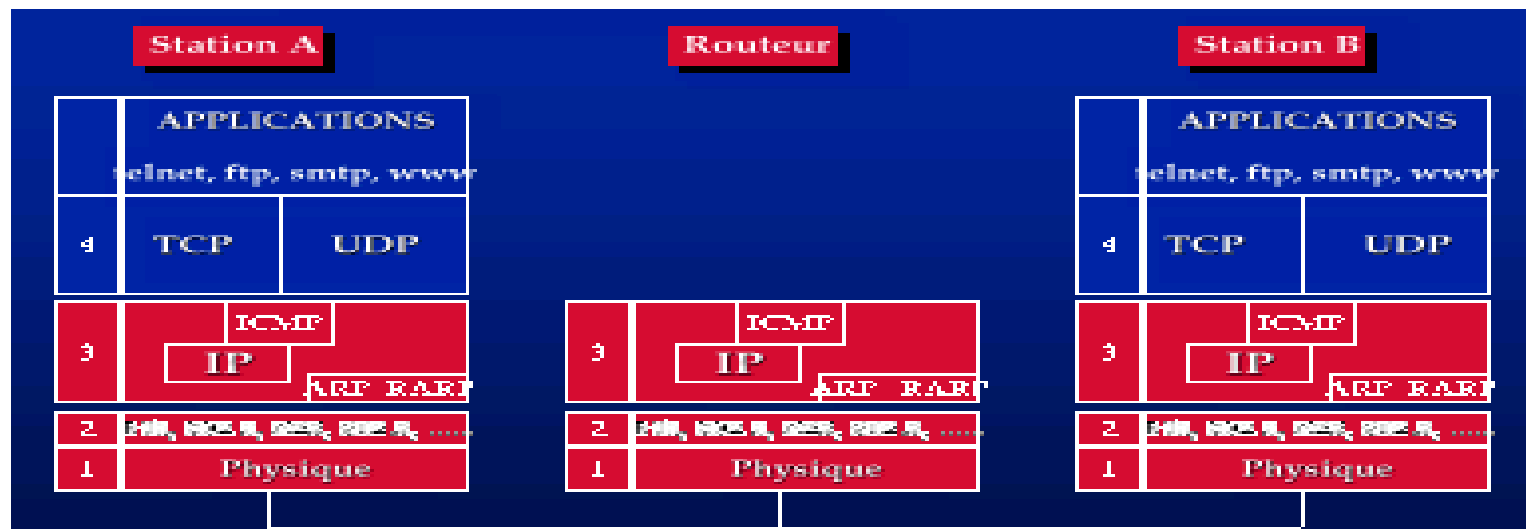 Station A
Routeur
Station B
APPLICATIONS
telnet, ftp, smtp, www
4
TCP
UDP
3
ICMP
IP
ARP RARP
2
1
Physique
3
ICMP
IP
ARP RARP
2
1
Physique
APPLICATIONS
telnet, ftp, smtp, www
4
TCP
UDP
3
ICMP
IP
ARP RARP
2
1
Physique